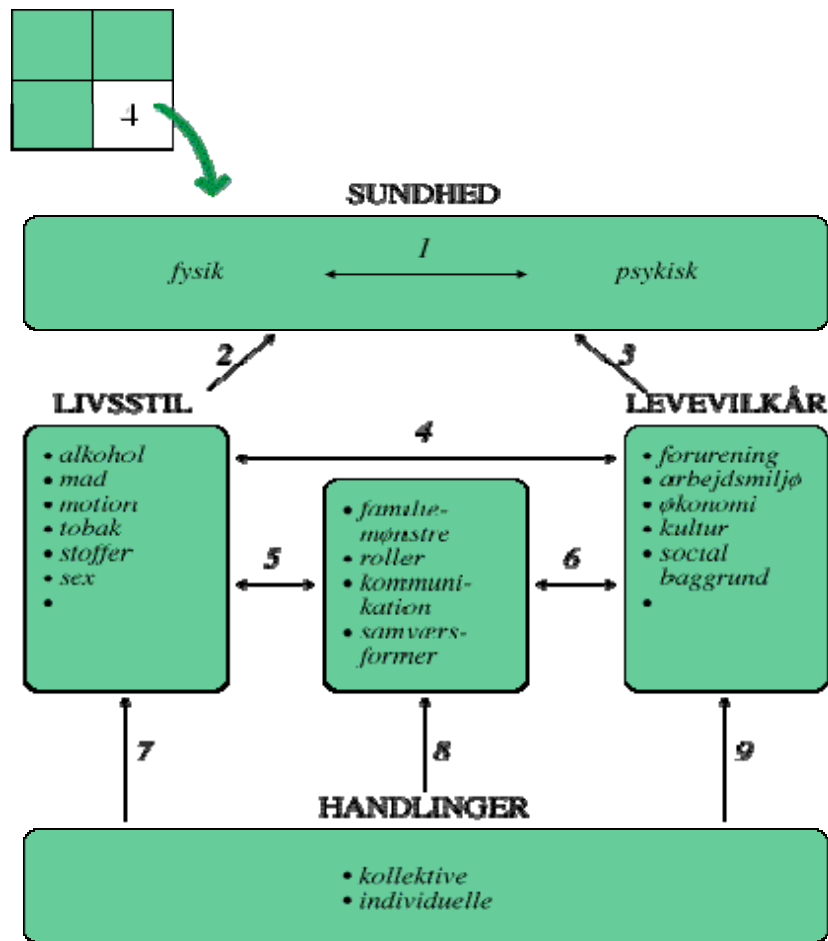 4
SUNDHED
1
fysik
psykisk
2
3
LIVSSTIL
LEVEVILKÅR
• alkohol
• mad
• motion
• tobak
• stoffer
• sex
•
4
5
• familie-
mønstre
• roller
• kommuni-
kation
• samværs-
former
6
• forurening
• arbejdsmiljø
• økonomi
• kultur
• social
baggrund
•
7
8
9
HANDLINGER
• kollektive
• individuelle